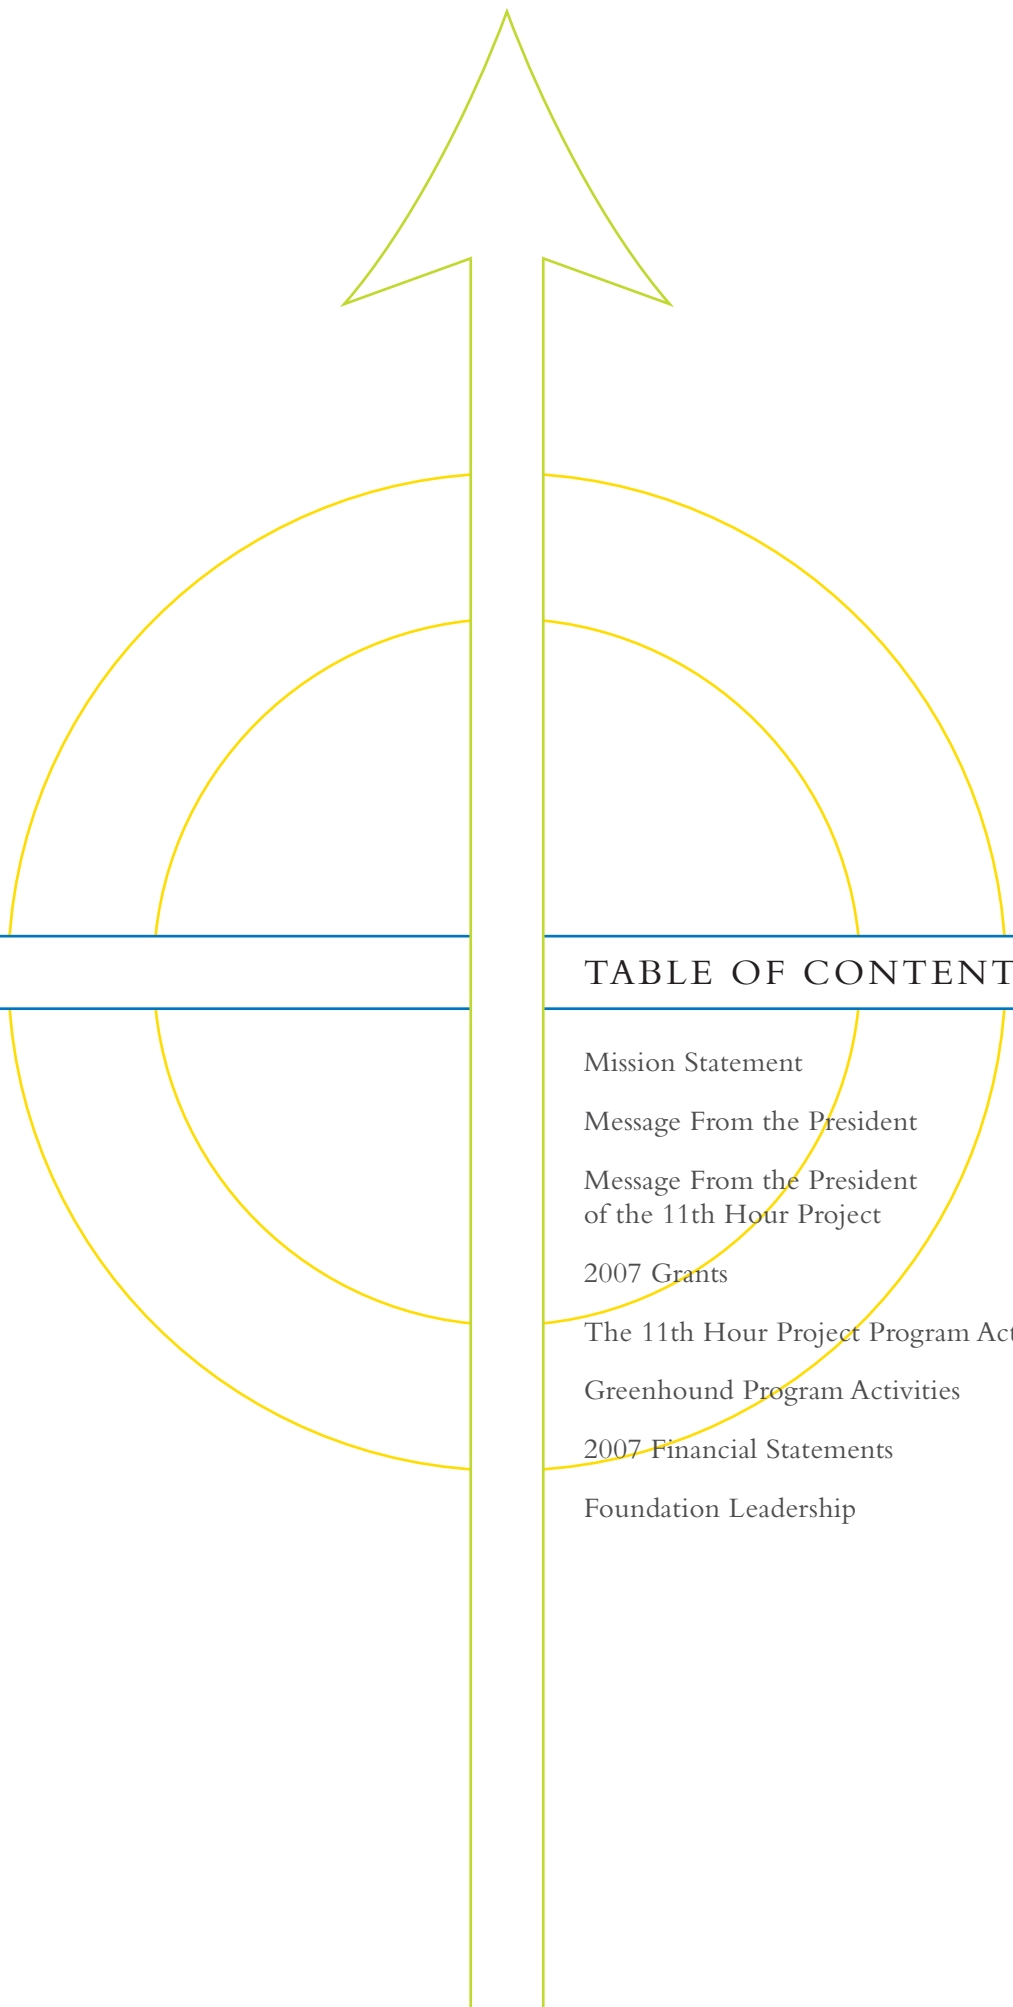 TABLE OF CONTENT
Mission Statement
Message From the President
Message From the President
of the 11th Hour Project
2007 Grants
The 11th Hour Project Program Act
Greenhound Program Activities
2007 Financial Statements
Foundation Leadership